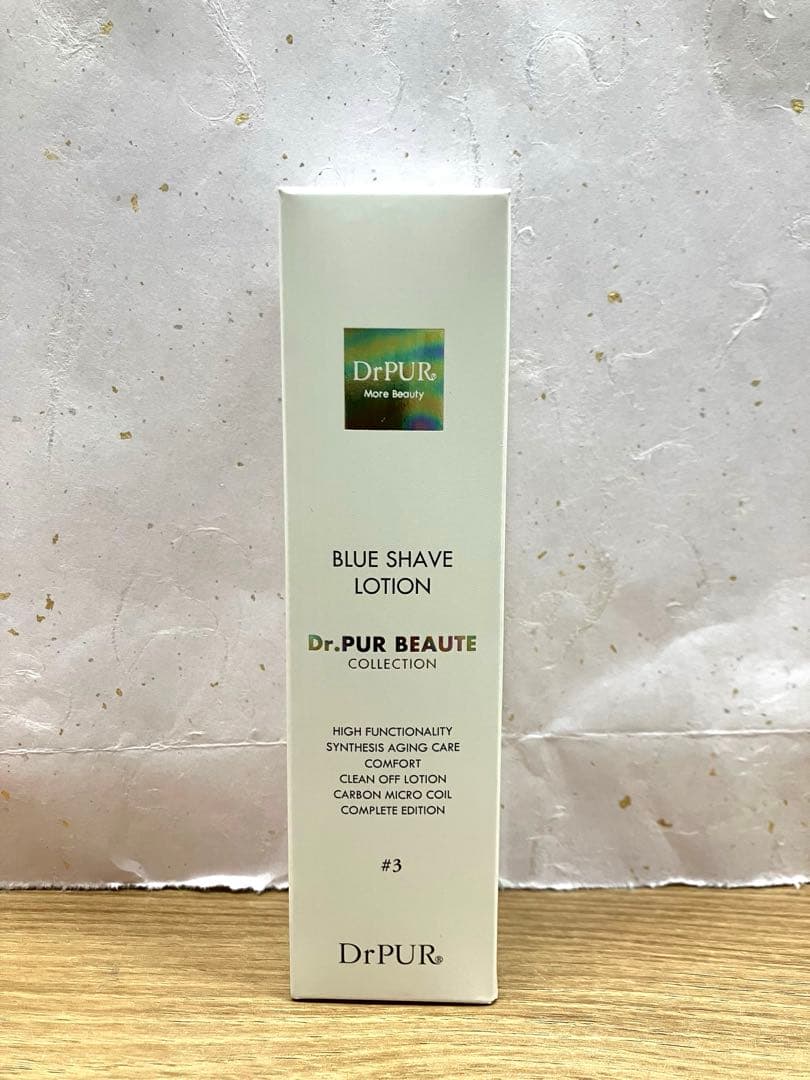 DrPUR®
More Beauty
BLUE SHAVE
LOTION
Dr.PUR BEAUTE
COLLECTION
HIGH FUNCTIONALITY
SYNTHESIS AGING CARE
COMFORT
CLEAN OFF LOTION
CARBON MICRO COIL
COMPLETE EDITION
#3
DrPUR®